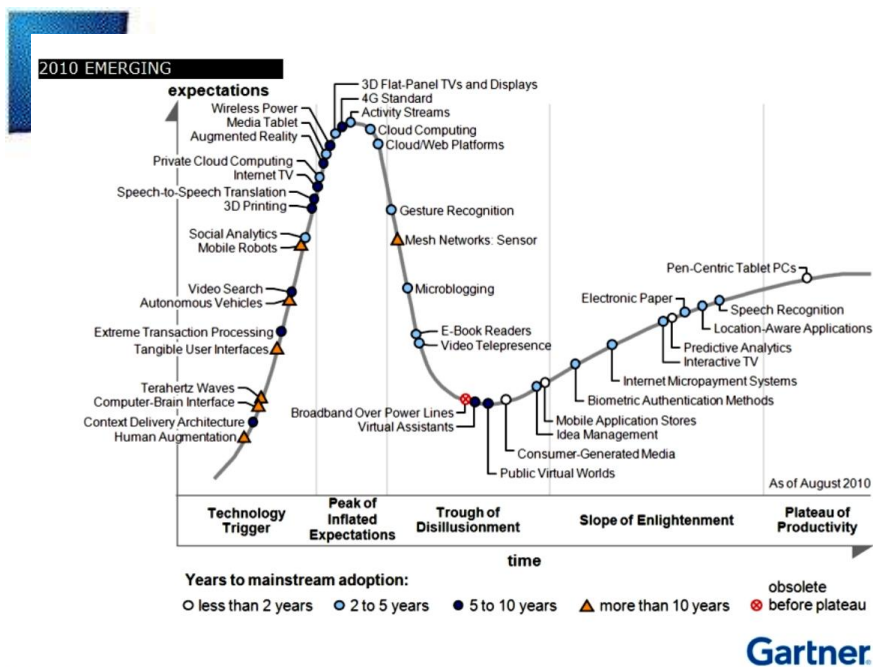 2010 EMERGING
expectations
3D Flat-Panel TVs and Displays
Wireless Power
4G Standard
Media Tablet
Activity Streams
Augmented Reality
Cloud Computing
Cloud/Web Platforms
Private Cloud Computing
Internet TV
Speech-to-Speech Translation
3D Printing
Gesture Recognition
Social Analytics
Mesh Networks: Sensor
Mobile Robots
Pen-Centric Tablet PCs
Video Search
Microblogging
Autonomous Vehicles
Electronic Paper
Speech Recognition
Extreme Transaction Processing
E-Book Readers
Location-Aware Applications
Tangible User Interfaces
Video Telepresence
Predictive Analytics
Interactive TV
Internet Micropayment Systems
Terahertz Waves
Computer-Brain Interface
Biometric Authentication Methods
Broadband Over Power Lines
Context Delivery Architecture
Mobile Application Stores
Virtual Assistants
Human Augmentation
Idea Management
Consumer-Generated Media
Public Virtual Worlds
As of August 2010
Technology
Trigger
Peak of
Inflated
Expectations
Trough of
Disillusionment
Slope of Enlightenment
Plateau of
Productivity
time
Years to mainstream adoption:
less than 2 years
2 to 5 years
5 to 10 years
more than 10 years
obsolete
before plateau
Gartner